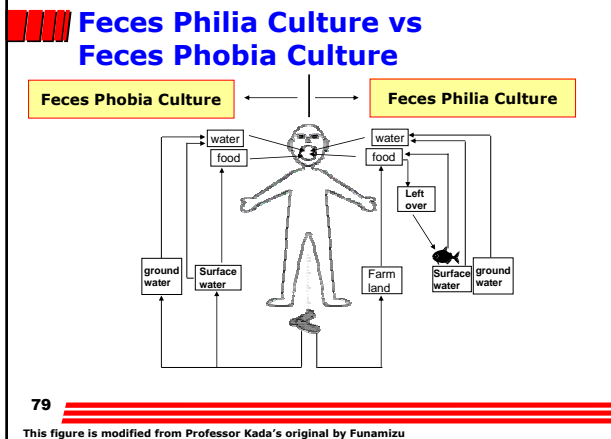 Feces Philia Culture vs
Feces Phobia Culture
Feces Phobia Culture
Feces Philia Culture
water
food
water
food
Left
over
ground
water
Surface
water
Farm
land
Surface
water
ground
water
79
This figure is modified from Professor Kada's original by Funamizu